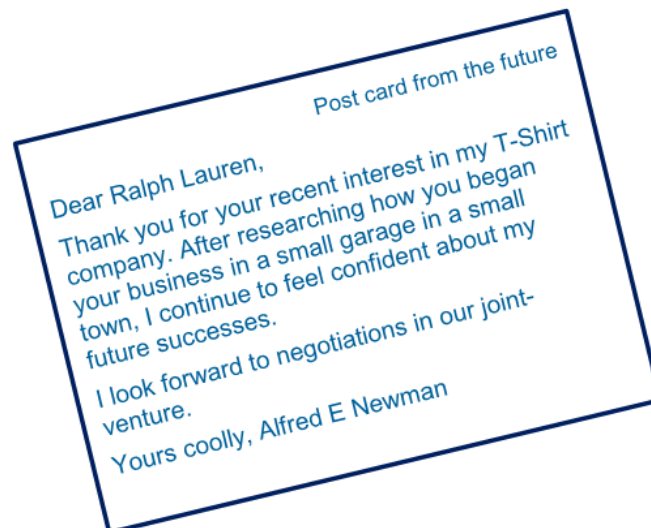 Post card from the future
Dear Ralph Lauren,
Thank you for your recent interest in my T-Shirt
company. After researching how you began
your business in a small garage in a small
town, I continue to feel confident about my
future successes.
I look forward to negotiations in our joint-
venture.
Yours coolly, Alfred E Newman